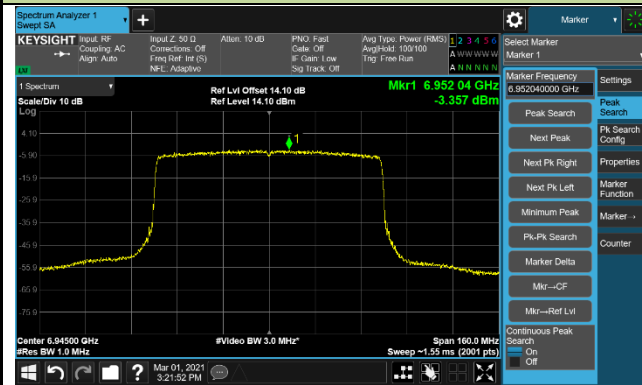 Spectrum Analyzer 1
Swept SA
Marker
KEYSIGHT Input: RF
Coupling: AC
Align: Auto
Input Z: 50 Ω
Corrections: Off
Freq Ref: Int (S)
NFE: Adaptive
Atten: 10 dB
PNO: Fast
Gate: Off
IF Gain: Low
Sig Track: Off
Avg Type: Power (RMS)
Avg|Hold: 100/100
Trig: Free Run
1 2 3 4 5 6
A W W W W W
A N N N N N
LXI
Select Marker
Marker 1
1 Spectrum
Scale/Div 10 dB
Log
Ref Lvl Offset 14.10 dB
Ref Level 14.10 dBm
Mkr1 6.952 04 GHz
-3.357 dBm
4.10
-5.90
-15.9
-25.9
-35.9
-45.9
-55.9
-65.9
-75.9
1
Center 6.94500 GHz
#Res BW 1.0 MHz
#Video BW 3.0 MHz*
Span 160.0 MHz
Sweep ~1.55 ms (2001 pts)
Marker Frequency
6.952040000 GHz
Peak Search
Next Peak
Next Pk Right
Next Pk Left
Minimum Peak
Pk-Pk Search
Marker Delta
Mkr→CF
Mkr→Ref Lvl
Continuous Peak
Search
On
Off
Settings
Peak
Search
Pk Search
Config
Properties
Marker
Function
Marker→
Counter
?
Mar 01, 2021
3:21:52 PM